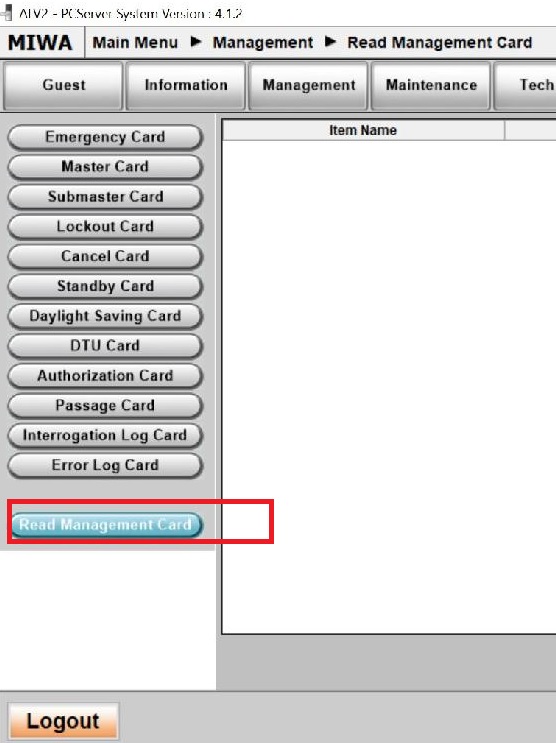 ALV2 - PCServer System Version : 4.1.2
MIWA Main Menu ► Management ► Read Management Card
Guest Information Management Maintenance Tech
Item Name
Emergency Card
Master Card
Submaster Card
Lockout Card
Cancel Card
Standby Card
Daylight Saving Card
DTU Card
Authorization Card
Passage Card
Interrogation Log Card
Error Log Card
Read Management Card
Logout